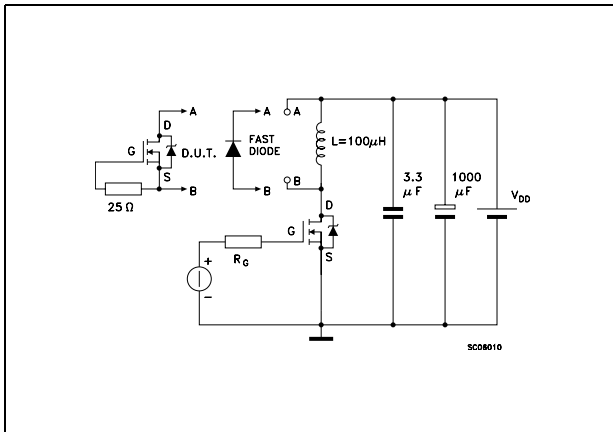 A
A
A
D
FAST
DIODE
G
D.U.T.
L=100μH
S
B
B
B
25 Ω
3.3
μF
1000
μF
V_DD
D
G
S
+
R_G
−
SC06010